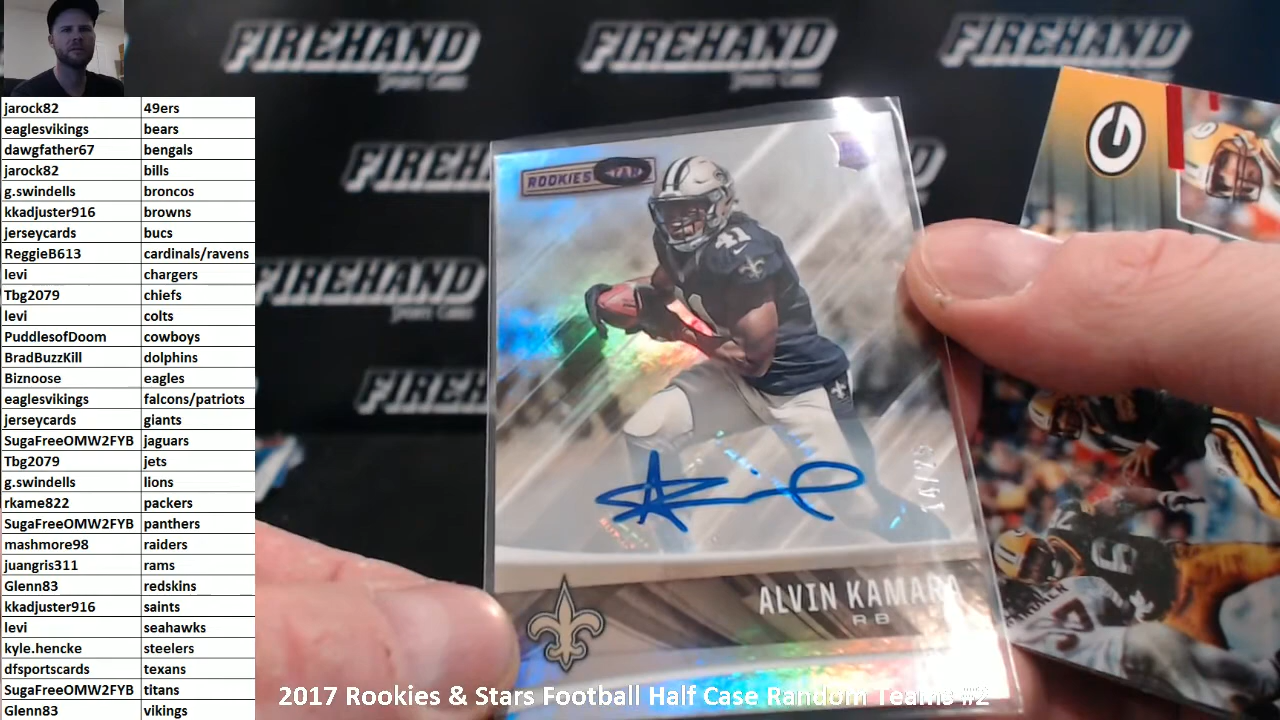 FIREHAND FIREHAND FIREHAND
jarock82 49ers
eaglesvikings bears
dawgfather67 bengals
jarock82 bills
g.swindells broncos
kkadjuster916 browns
jerseycards bucs
ReggieB613 cardinals/ravens
levi chargers
Tbg2079 chiefs
levi colts
PuddlesofDoom cowboys
BradBuzzKill dolphins
Biznoose eagles
eaglesvikings falcons/patriots
jerseycards giants
SugaFreeOMW2FYB jaguars
Tbg2079 jets
g.swindells lions
rkame822 packers
SugaFreeOMW2FYB panthers
mashmore98 raiders
juangris311 rams
Glenn83 redskins
kkadjuster916 saints
levi seahawks
kyle.hencke steelers
dfsportscards texans
SugaFreeOMW2FYB titans
Glenn83 vikings
FIREHAND
FIREHAND
FIREHAND
G
ROOKIES STARS
41
14/25
ALVIN KAMARA
RB
2017 Rookies & Stars Football Half Case Random Teams #2